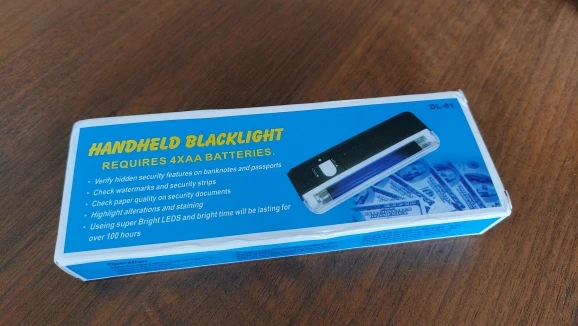 DL-01
HANDHELD BLACKLIGHT
REQUIRES 4XAA BATTERIES.
• Verify hidden security features on banknotes and passports
• Check watermarks and security strips
• Check paper quality on security documents
• Highlight alterations and staining
• Useing super Bright LEDS and bright time will be lasting for
over 100 hours
Operation